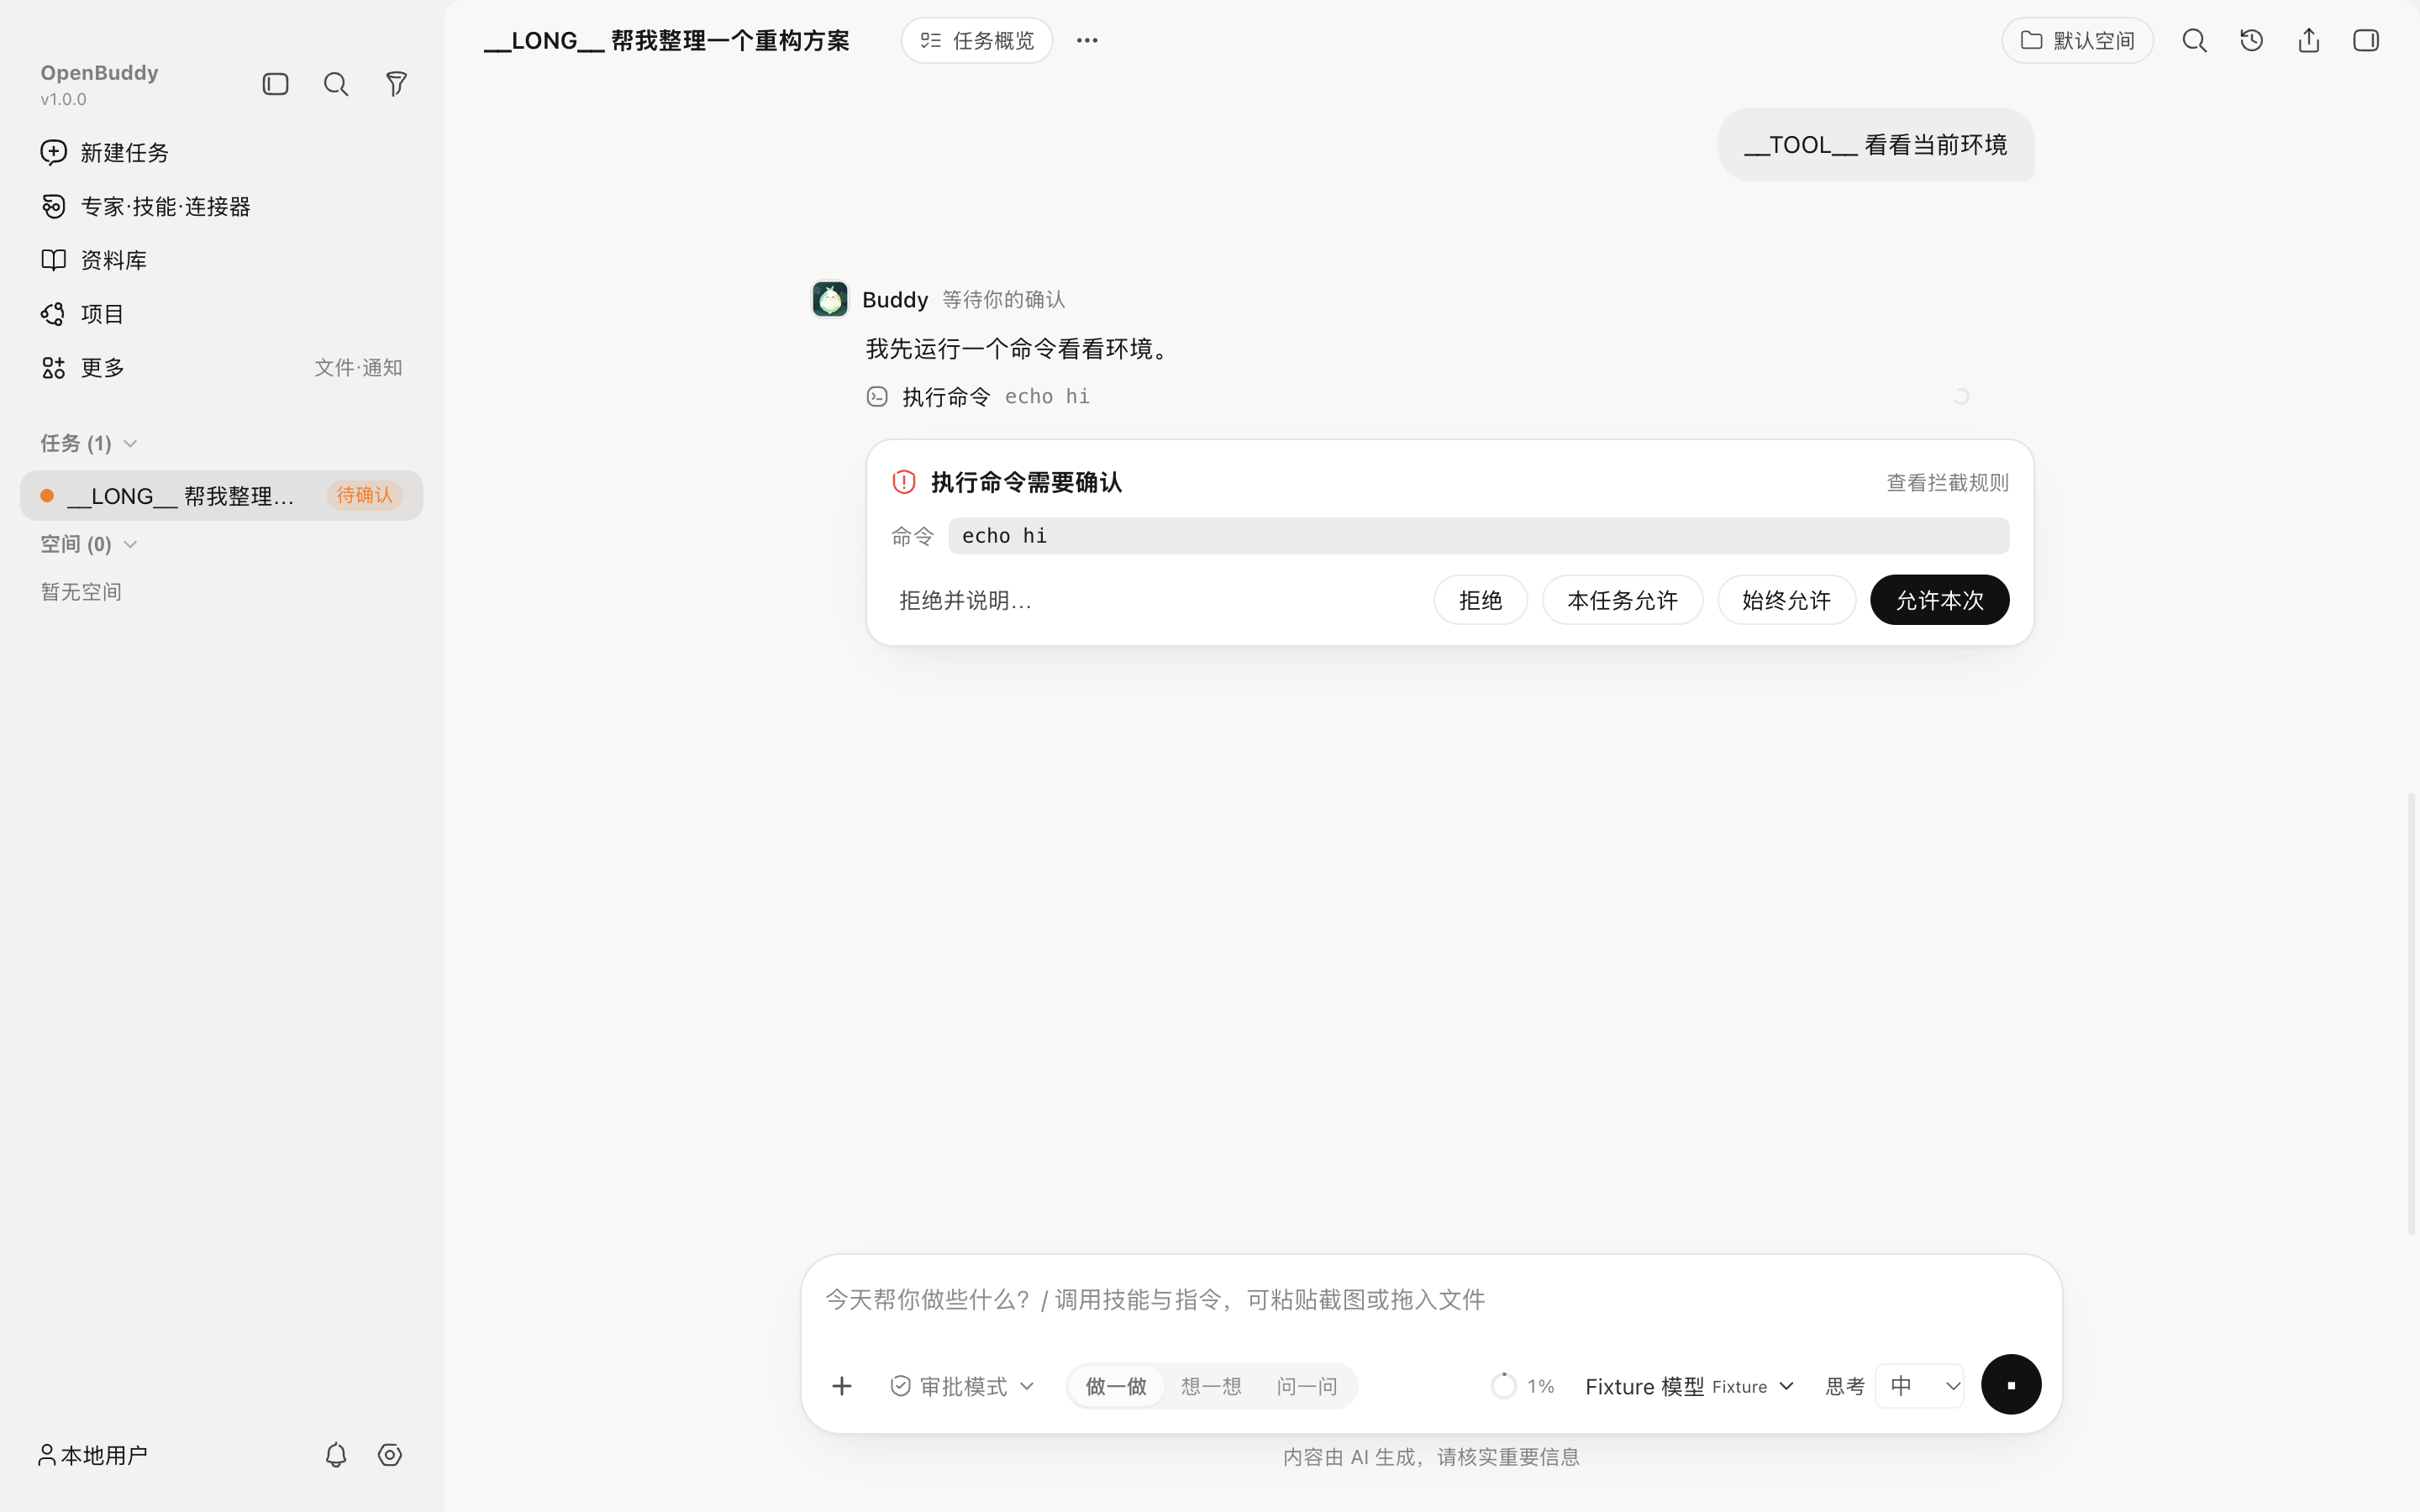 OpenBuddy
v1.0.0
新建任务
专家·技能·连接器
资料库
项目
更多 文件·通知
任务 (1)
__LONG__ 帮我整理... 待确认
空间 (0)
暂无空间
本地用户
__LONG__ 帮我整理一个重构方案 任务概览 默认空间
__TOOL__ 看看当前环境
Buddy 等待你的确认
我先运行一个命令看看环境。
执行命令 echo hi
执行命令需要确认 查看拦截规则
命令 echo hi
拒绝并说明... 拒绝 本任务允许 始终允许 允许本次
今天帮你做些什么？/ 调用技能与指令，可粘贴截图或拖入文件
审批模式 做一做 想一想 问一问 1% Fixture 模型 Fixture 思考 中
内容由 AI 生成，请核实重要信息